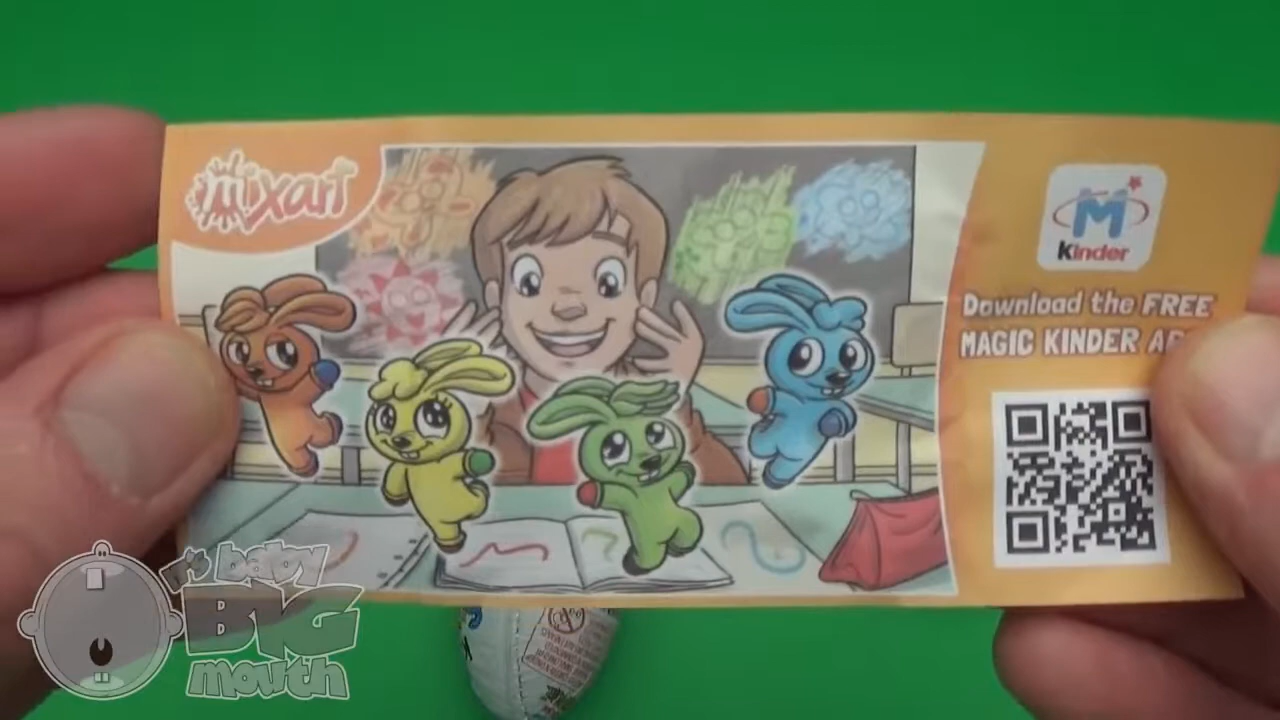 mixart
M
Kinder
Download the FREE
MAGIC KINDER AP
it's baby
BIG
mouth